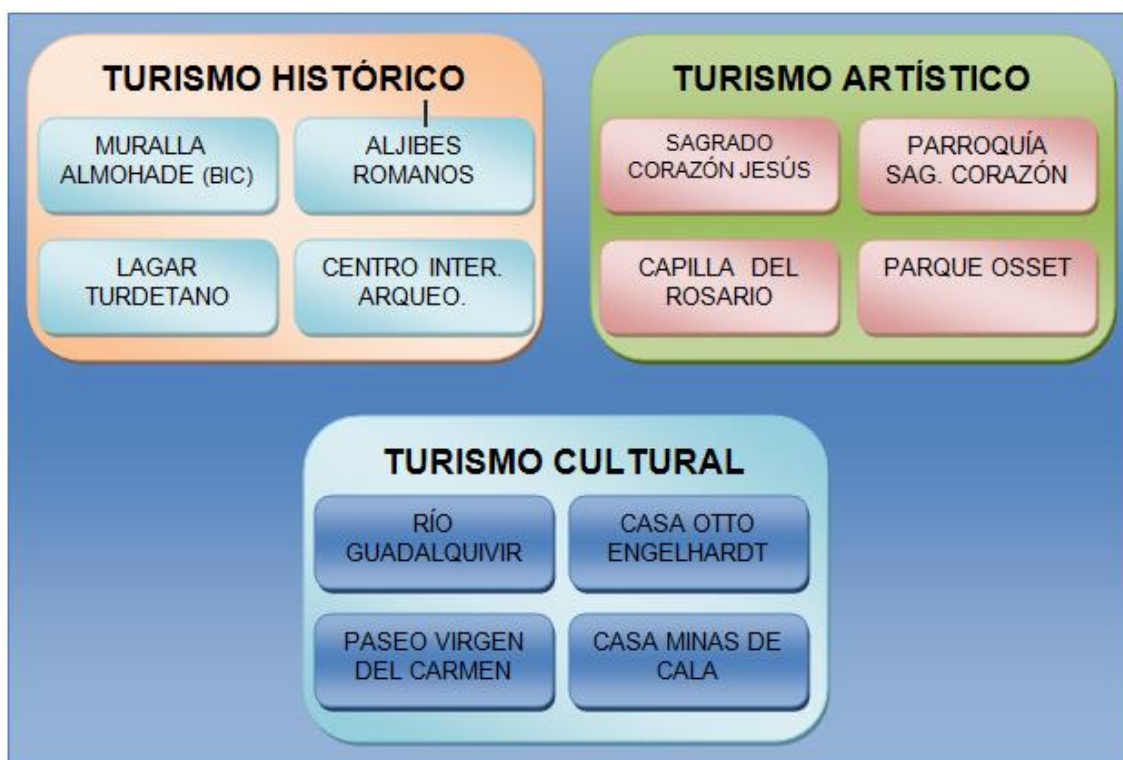 TURISMO HISTÓRICO
MURALLA
ALMOHADE (BIC)
ALJIBES
ROMANOS
LAGAR
TURDETANO
CENTRO INTER.
ARQUEO.
TURISMO ARTÍSTICO
SAGRADO
CORAZÓN JESÚS
PARROQUÍA
SAG. CORAZÓN
CAPILLA DEL
ROSARIO
PARQUE OSSET
TURISMO CULTURAL
RÍO
GUADALQUIVIR
CASA OTTO
ENGELHARDT
PASEO VIRGEN
DEL CARMEN
CASA MINAS DE
CALA